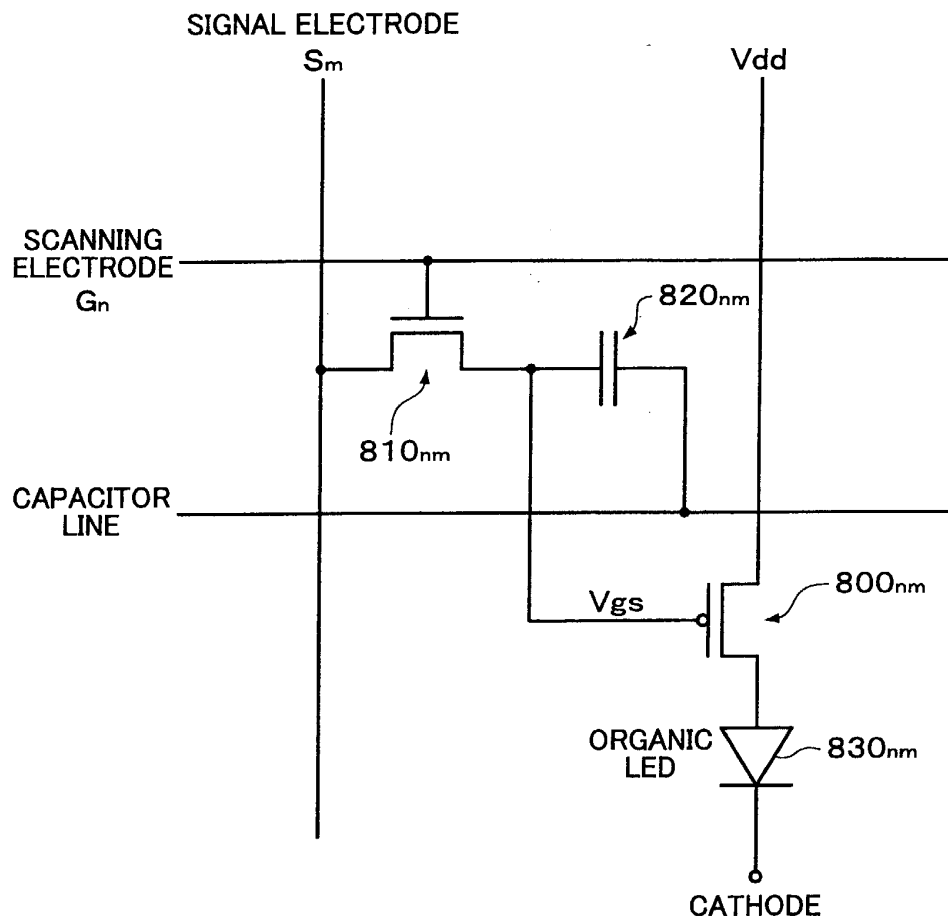 SIGNAL ELECTRODE
Sm
Vdd
SCANNING
ELECTRODE
Gn
820nm
810nm
CAPACITOR
LINE
Vgs
800nm
ORGANIC
LED
830nm
CATHODE